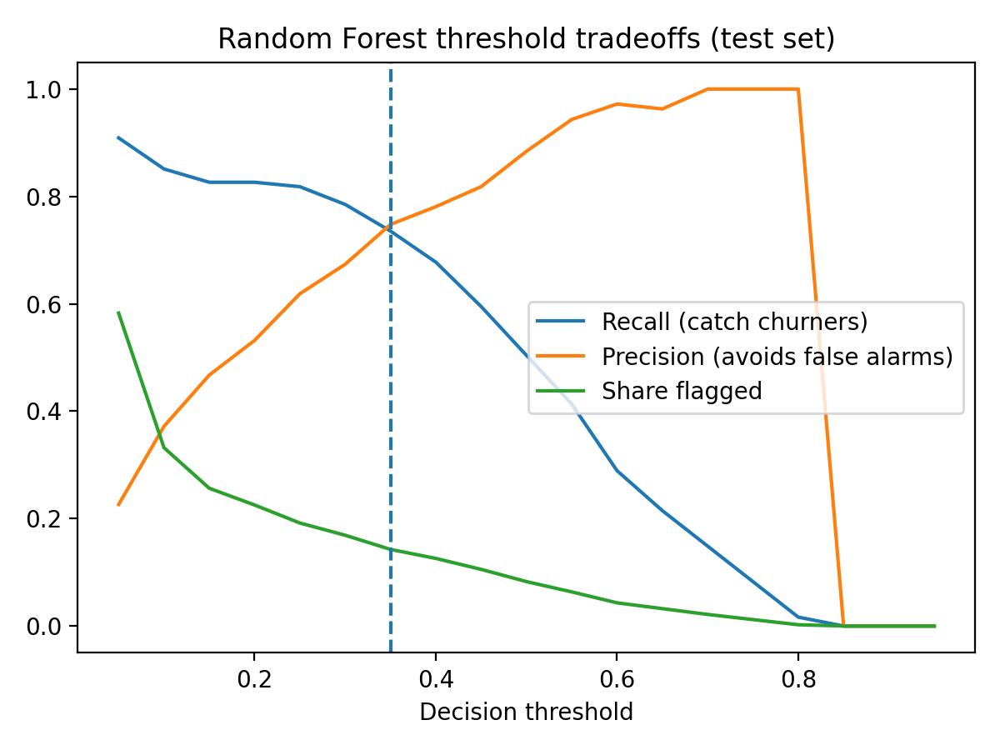 Random Forest threshold tradeoffs (test set)
1.0
0.8
0.6
0.4
0.2
0.0
Recall (catch churners)
Precision (avoids false alarms)
Share flagged
0.2 0.4 0.6 0.8
Decision threshold